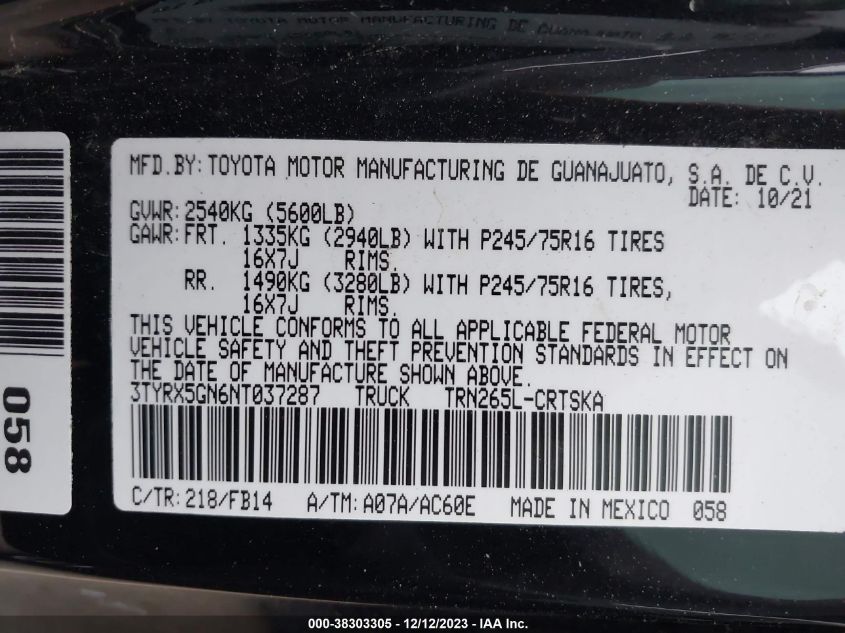 MFD.BY: TOYOTA MOTOR MANUFACTURING DE GUANAJUATO, S.A. DE C.V.
DATE: 10/21
GVWR: 2540KG (5600LB)
GAWR: FRT. 1335KG (2940LB) WITH P245/75R16 TIRES
16X7J RIMS.
RR. 1490KG (3280LB) WITH P245/75R16 TIRES,
16X7J RIMS.
THIS VEHICLE CONFORMS TO ALL APPLICABLE FEDERAL MOTOR
VEHICLE SAFETY AND THEFT PREVENTION STANDARDS IN EFFECT ON
THE DATE OF MANUFACTURE SHOWN ABOVE.
3TYRX5GN6NT037287 TRUCK TRN265L-CRTSKA
C/TR: 218/FB14 A/TM: A07A/AC60E MADE IN MEXICO 058
058
000-38303305 - 12/12/2023 - IAA Inc.